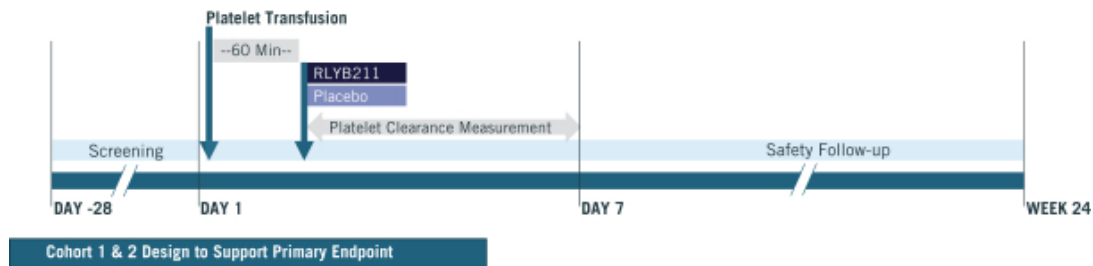 Platelet Transfusion
--60 Min--
RLYB211
Placebo
Platelet Clearance Measurement
Screening
Safety Follow-up
DAY -28
DAY 1
DAY 7
WEEK 24
Cohort 1 & 2 Design to Support Primary Endpoint